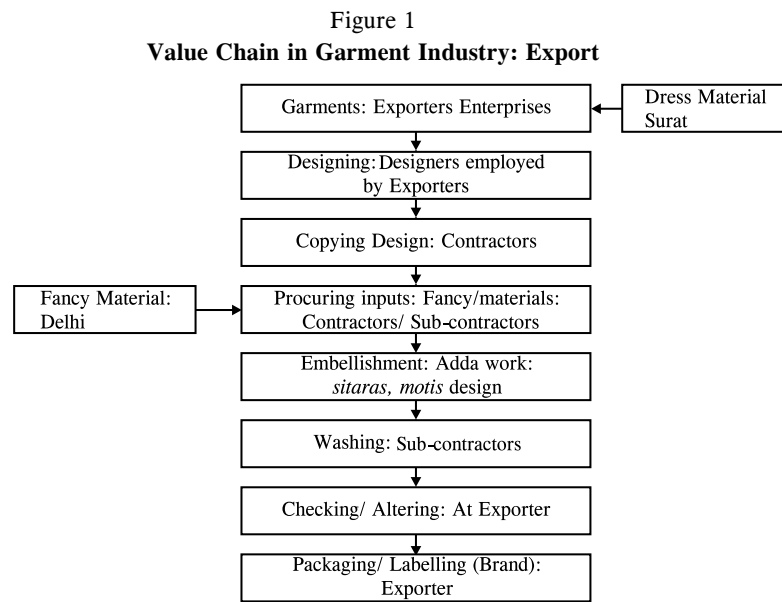 Figure 1
Value Chain in Garment Industry: Export
Garments: Exporters Enterprises
Dress Material
Surat
Designing: Designers employed
by Exporters
Copying Design: Contractors
Fancy Material:
Delhi
Procuring inputs: Fancy/materials:
Contractors/ Sub-contractors
Embellishment: Adda work:
sitaras, motis design
Washing: Sub-contractors
Checking/ Altering: At Exporter
Packaging/ Labelling (Brand):
Exporter